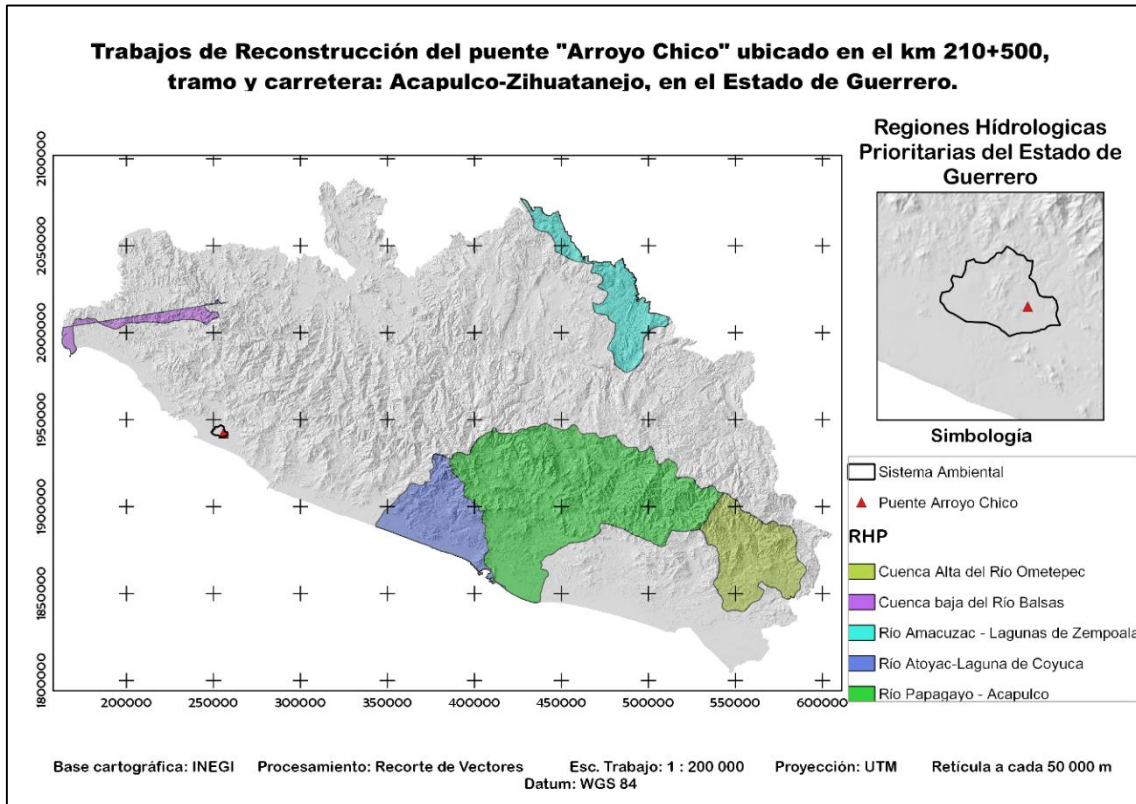 Trabajos de Reconstrucción del puente "Arroyo Chico" ubicado en el km 210+500,
tramo y carretera: Acapulco-Zihuatanejo, en el Estado de Guerrero.
Regiones Hídrologicas
Prioritarias del Estado de
Guerrero
2100000
2050000
2000000
1950000
1900000
1850000
1800000
200000
250000
300000
350000
400000
450000
500000
550000
600000
Simbología
Sistema Ambiental
Puente Arroyo Chico
RHP
Cuenca Alta del Río Ometepec
Cuenca baja del Río Balsas
Río Amacuzac - Lagunas de Zempoala
Río Atoyac-Laguna de Coyuca
Río Papagayo - Acapulco
Base cartográfica: INEGI Procesamiento: Recorte de Vectores Esc. Trabajo: 1 : 200 000 Proyección: UTM Retícula a cada 50 000 m
Datum: WGS 84